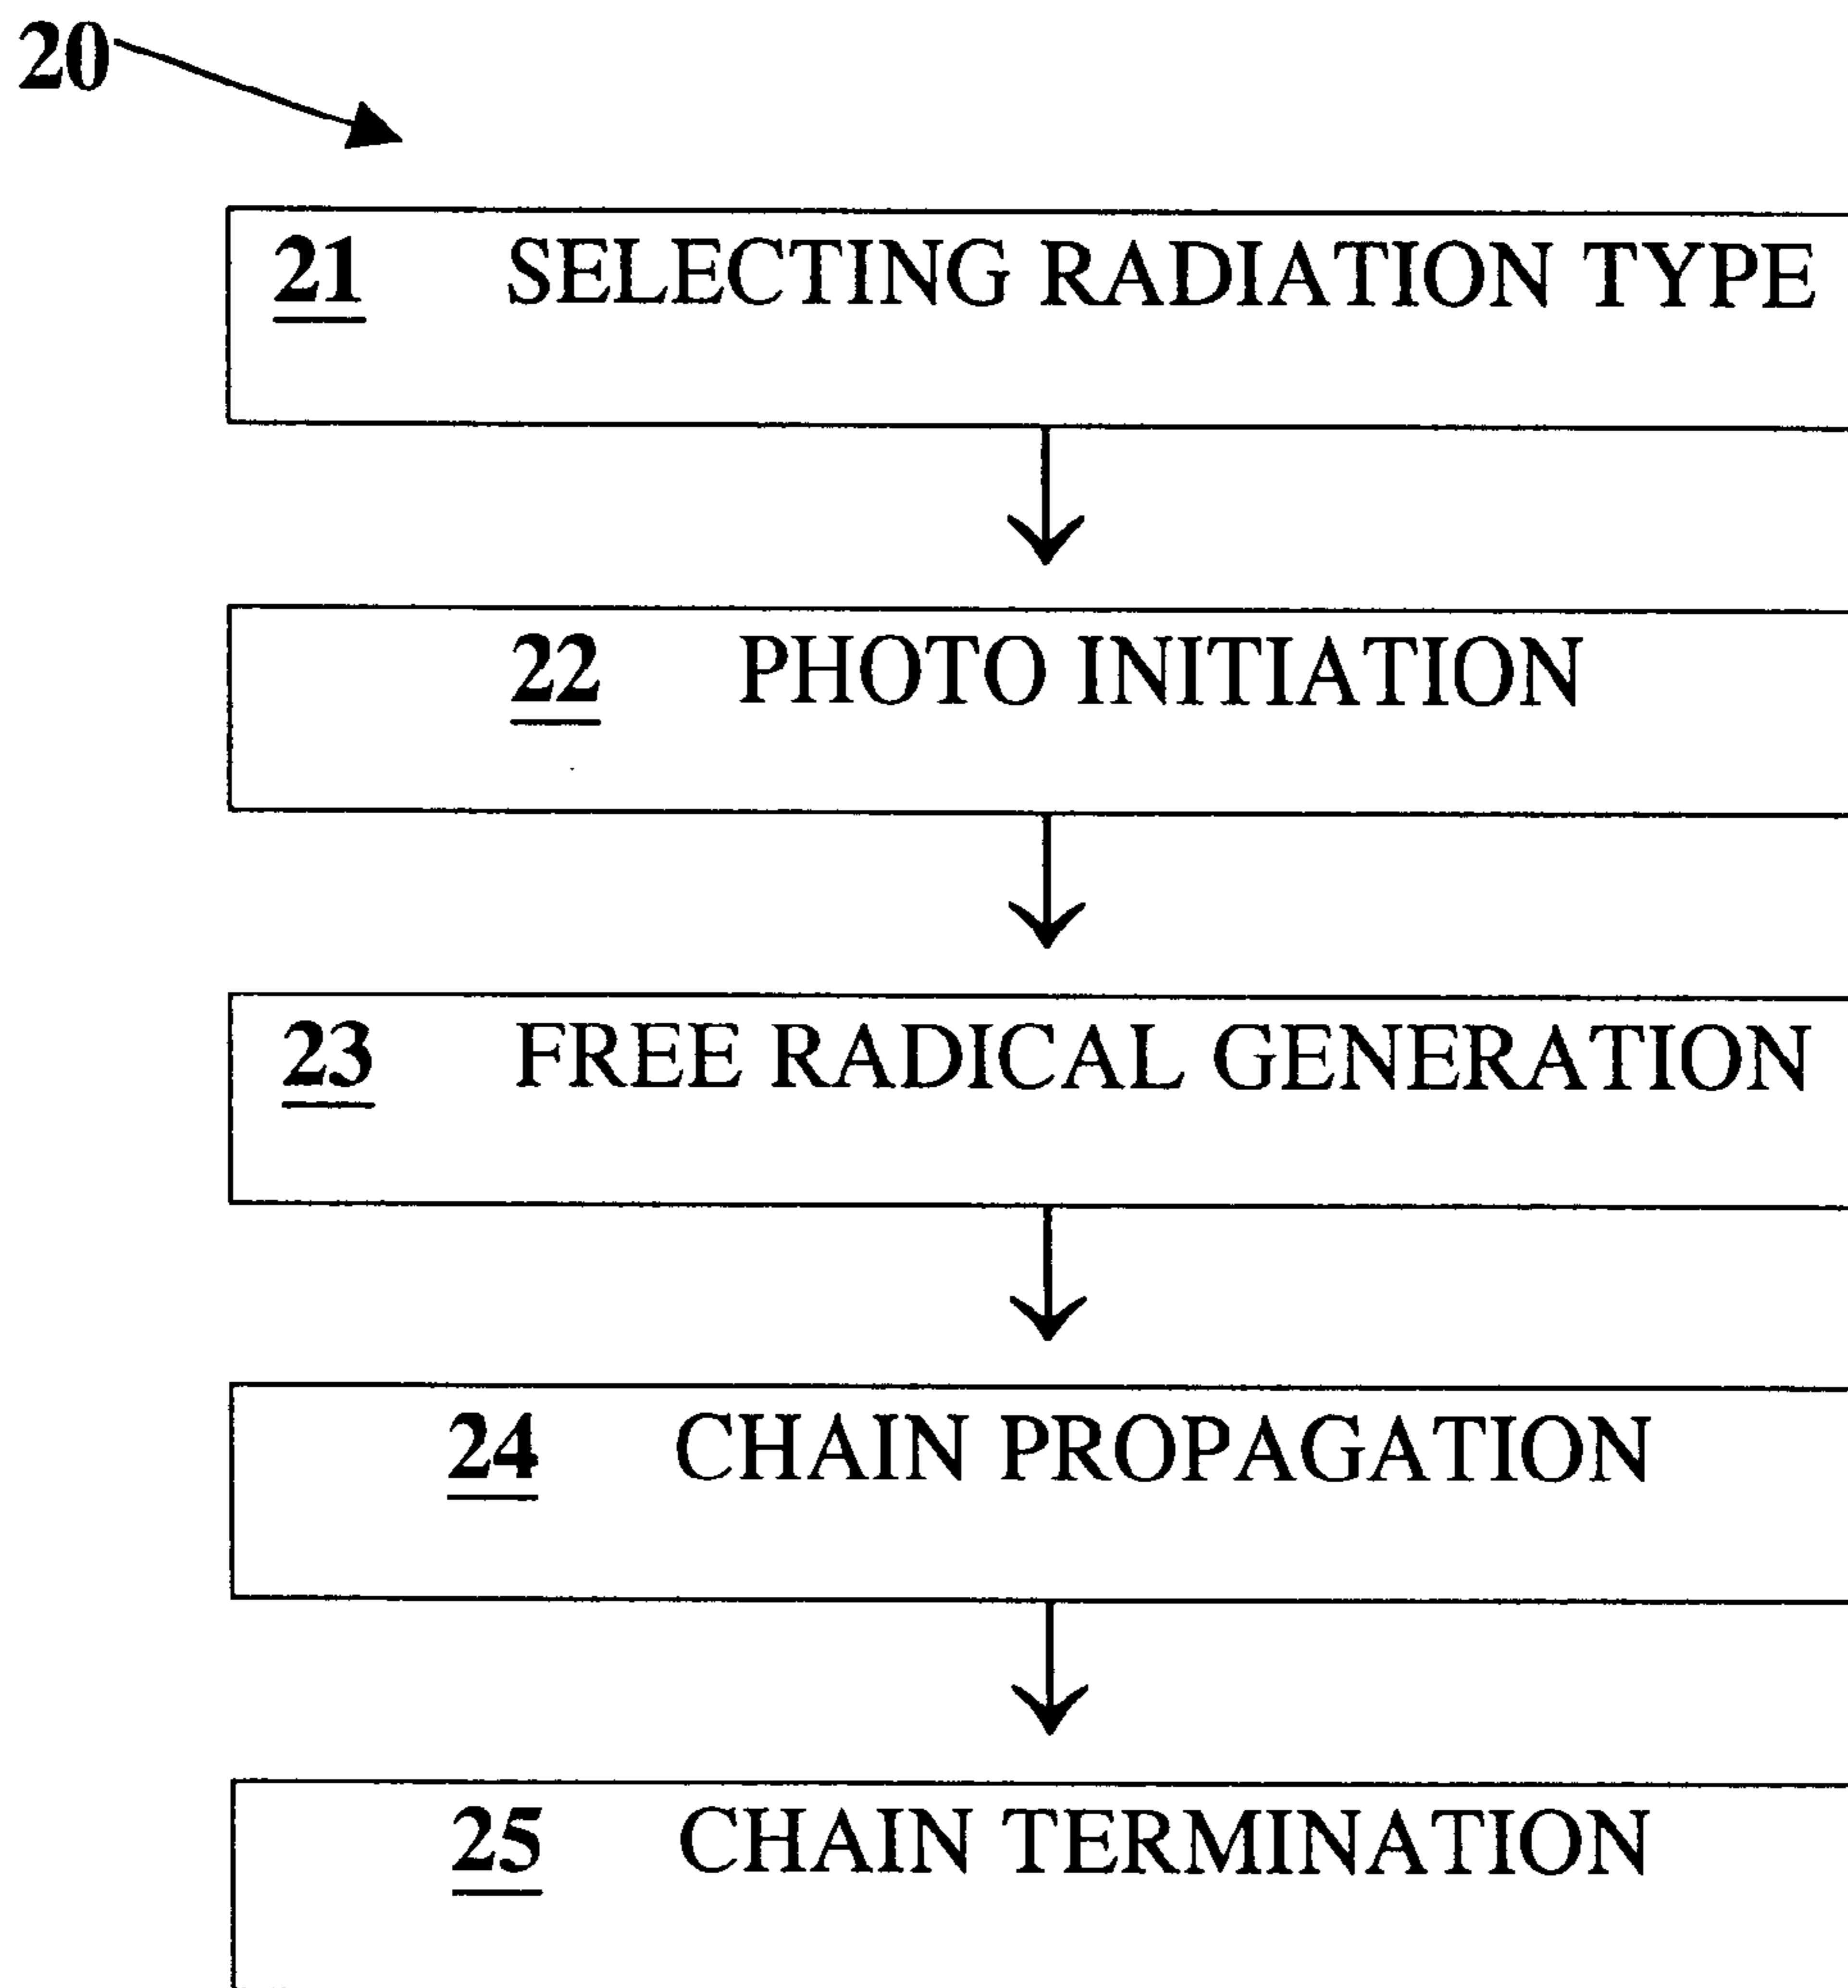 20
21 SELECTING RADIATION TYPE
22 PHOTO INITIATION
23 FREE RADICAL GENERATION
24 CHAIN PROPAGATION
25 CHAIN TERMINATION